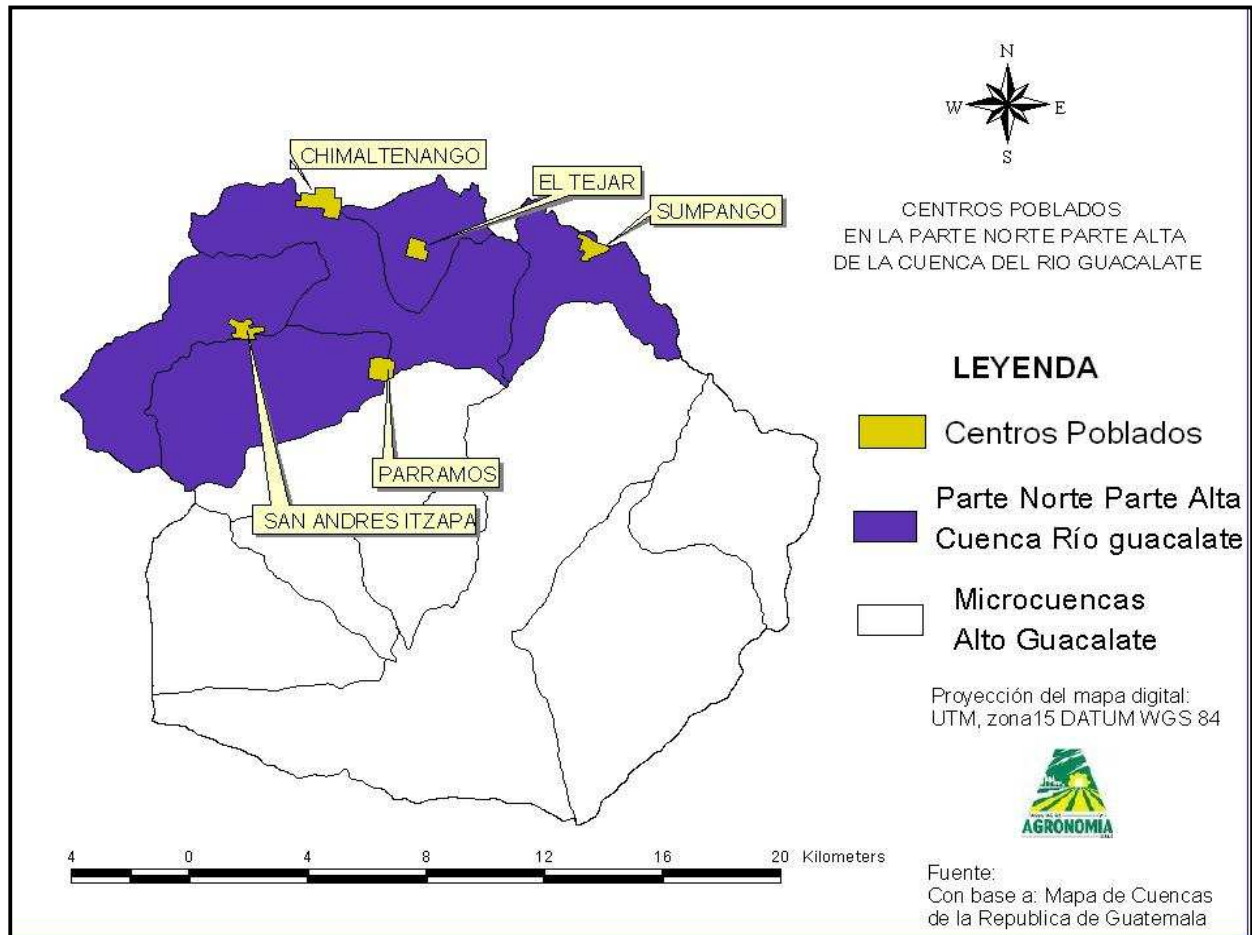 N
W E
S
CHIMALTENANGO
EL TEJAR
SUMPANGO
CENTROS POBLADOS
EN LA PARTE NORTE PARTE ALTA
DE LA CUENCA DEL RIO GUACALATE
PARRAMOS
SAN ANDRES ITZAPA
LEYENDA
Centros Poblados
Parte Norte Parte Alta
Cuenca Río guacalate
Microcuencas
Alto Guacalate
Proyección del mapa digital:
UTM, zona15 DATUM WGS 84
AGRONOMIA
4 0 4 8 12 16 20 Kilometers
Fuente:
Con base a: Mapa de Cuencas
de la Republica de Guatemala